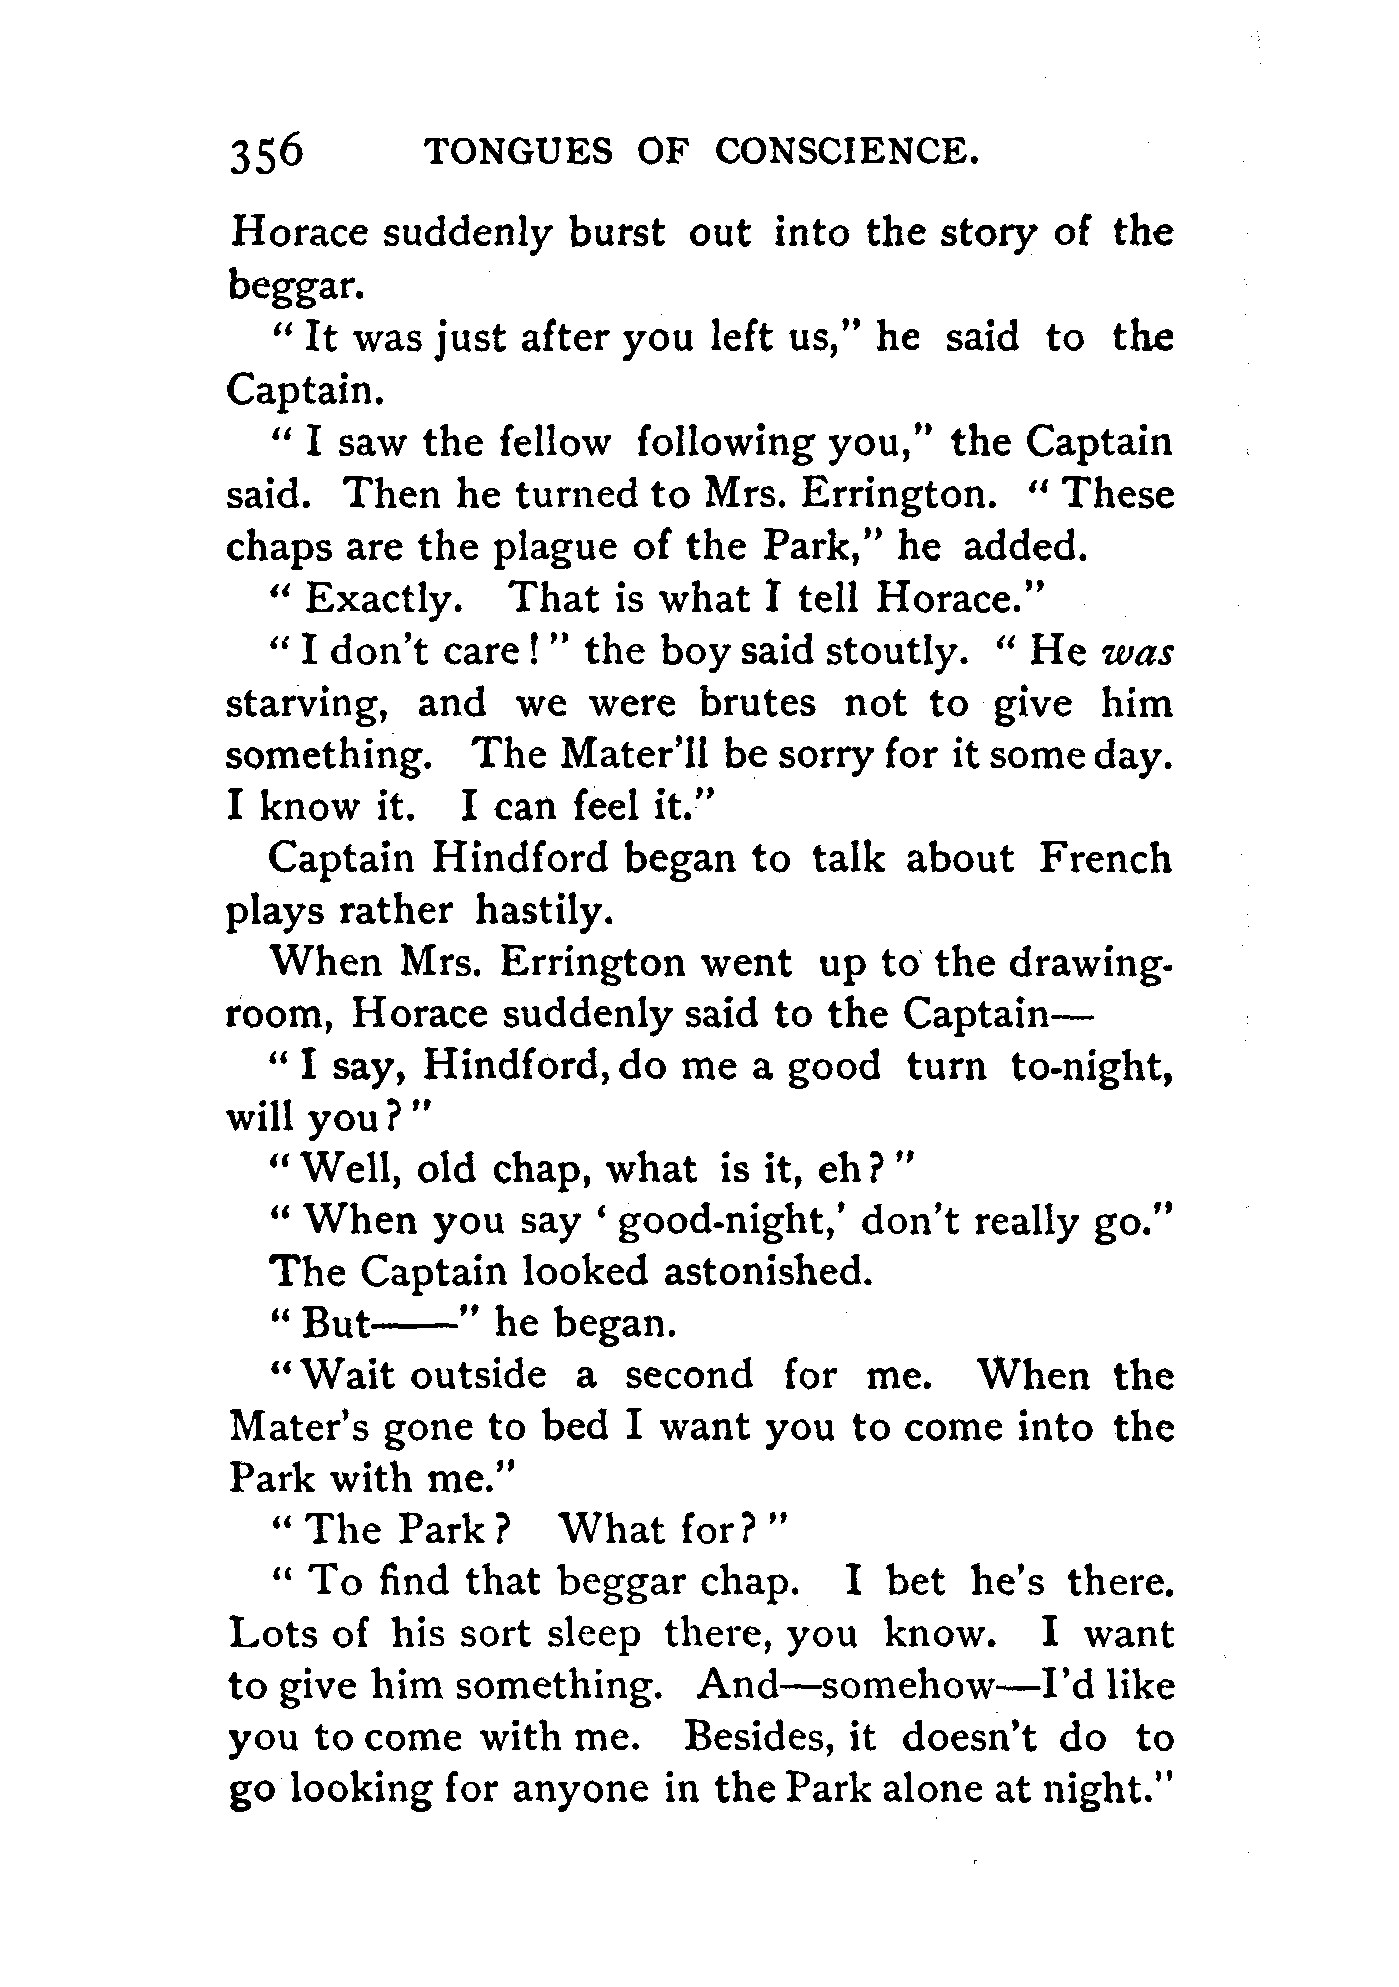 356 TONGUES OF CONSCIENCE.
Horace suddenly burst out into the story of the
beggar.
“ It was just after you left us,” he said to the
Captain.
“ I saw the fellow following you,” the Captain
said. Then he turned to Mrs. Errington. “ These
chaps are the plague of the Park,” he added.
“ Exactly. That is what I tell Horace.”
“ I don’t care ! ” the boy said stoutly. “ He was
starving, and we were brutes not to give him
something. The Mater’ll be sorry for it some day.
I know it. I can feel it.”
Captain Hindford began to talk about French
plays rather hastily.
When Mrs. Errington went up to the drawing-
room, Horace suddenly said to the Captain—
“ I say, Hindford, do me a good turn to-night,
will you ? ”
“ Well, old chap, what is it, eh ? ”
“ When you say ‘ good-night,’ don’t really go.”
The Captain looked astonished.
“ But——” he began.
“ Wait outside a second for me. When the
Mater’s gone to bed I want you to come into the
Park with me.”
“ The Park ? What for ? ”
“ To find that beggar chap. I bet he’s there.
Lots of his sort sleep there, you know. I want
to give him something. And—somehow—I’d like
you to come with me. Besides, it doesn’t do to
go looking for anyone in the Park alone at night.”